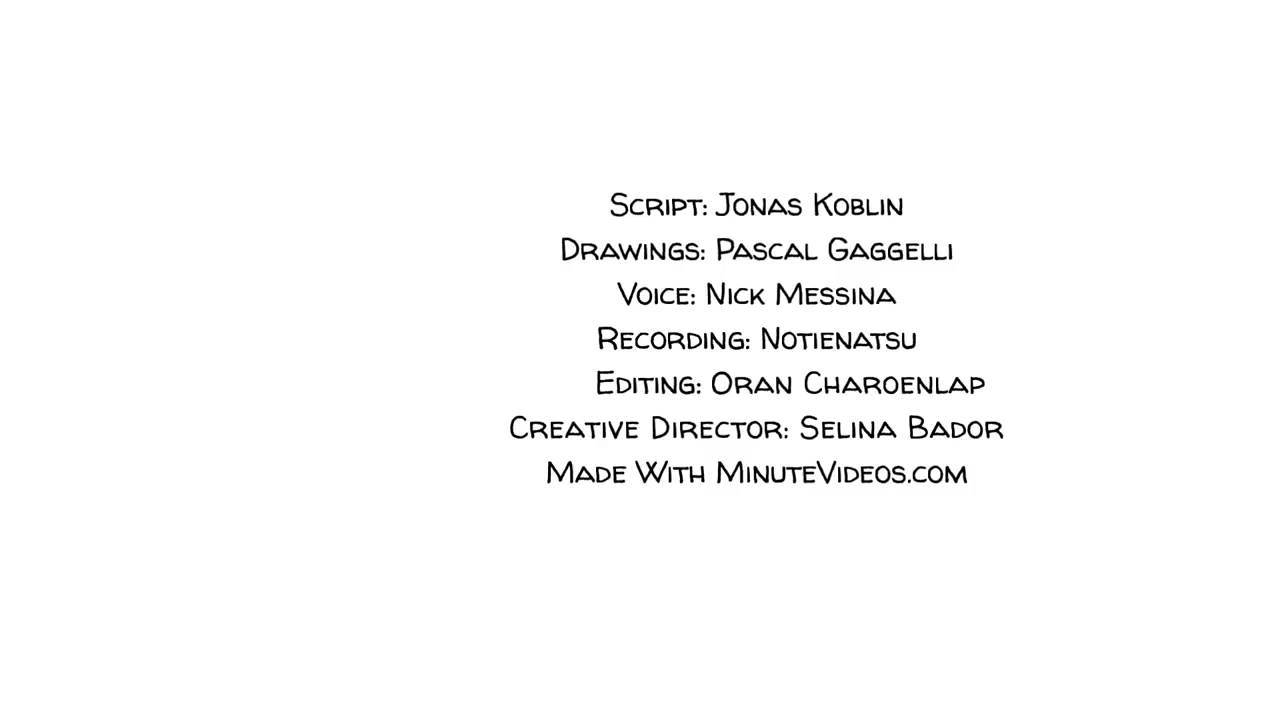 Script: Jonas Koblin
Drawings: Pascal Gaggelli
Voice: Nick Messina
Recording: Notienatsu
Editing: Oran Charoenlap
Creative Director: Selina Bador
Made With MinuteVideos.com